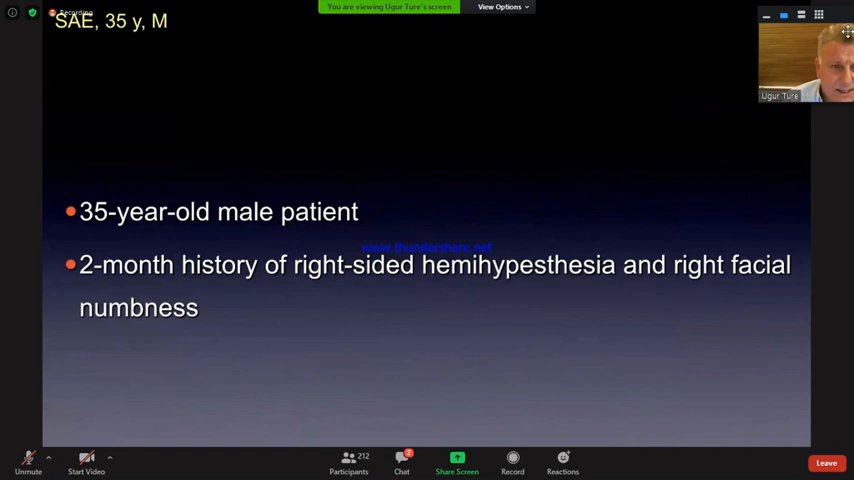 Recording
You are viewing Ugur Ture's screen
View Options
SAE, 35 y, M
Ugur Ture
•35-year-old male patient
www.thundershare.net
•2-month history of right-sided hemihypesthesia and right facial
numbness
Unmute
Start Video
212
Participants
2
Chat
Share Screen
Record
Reactions
Leave